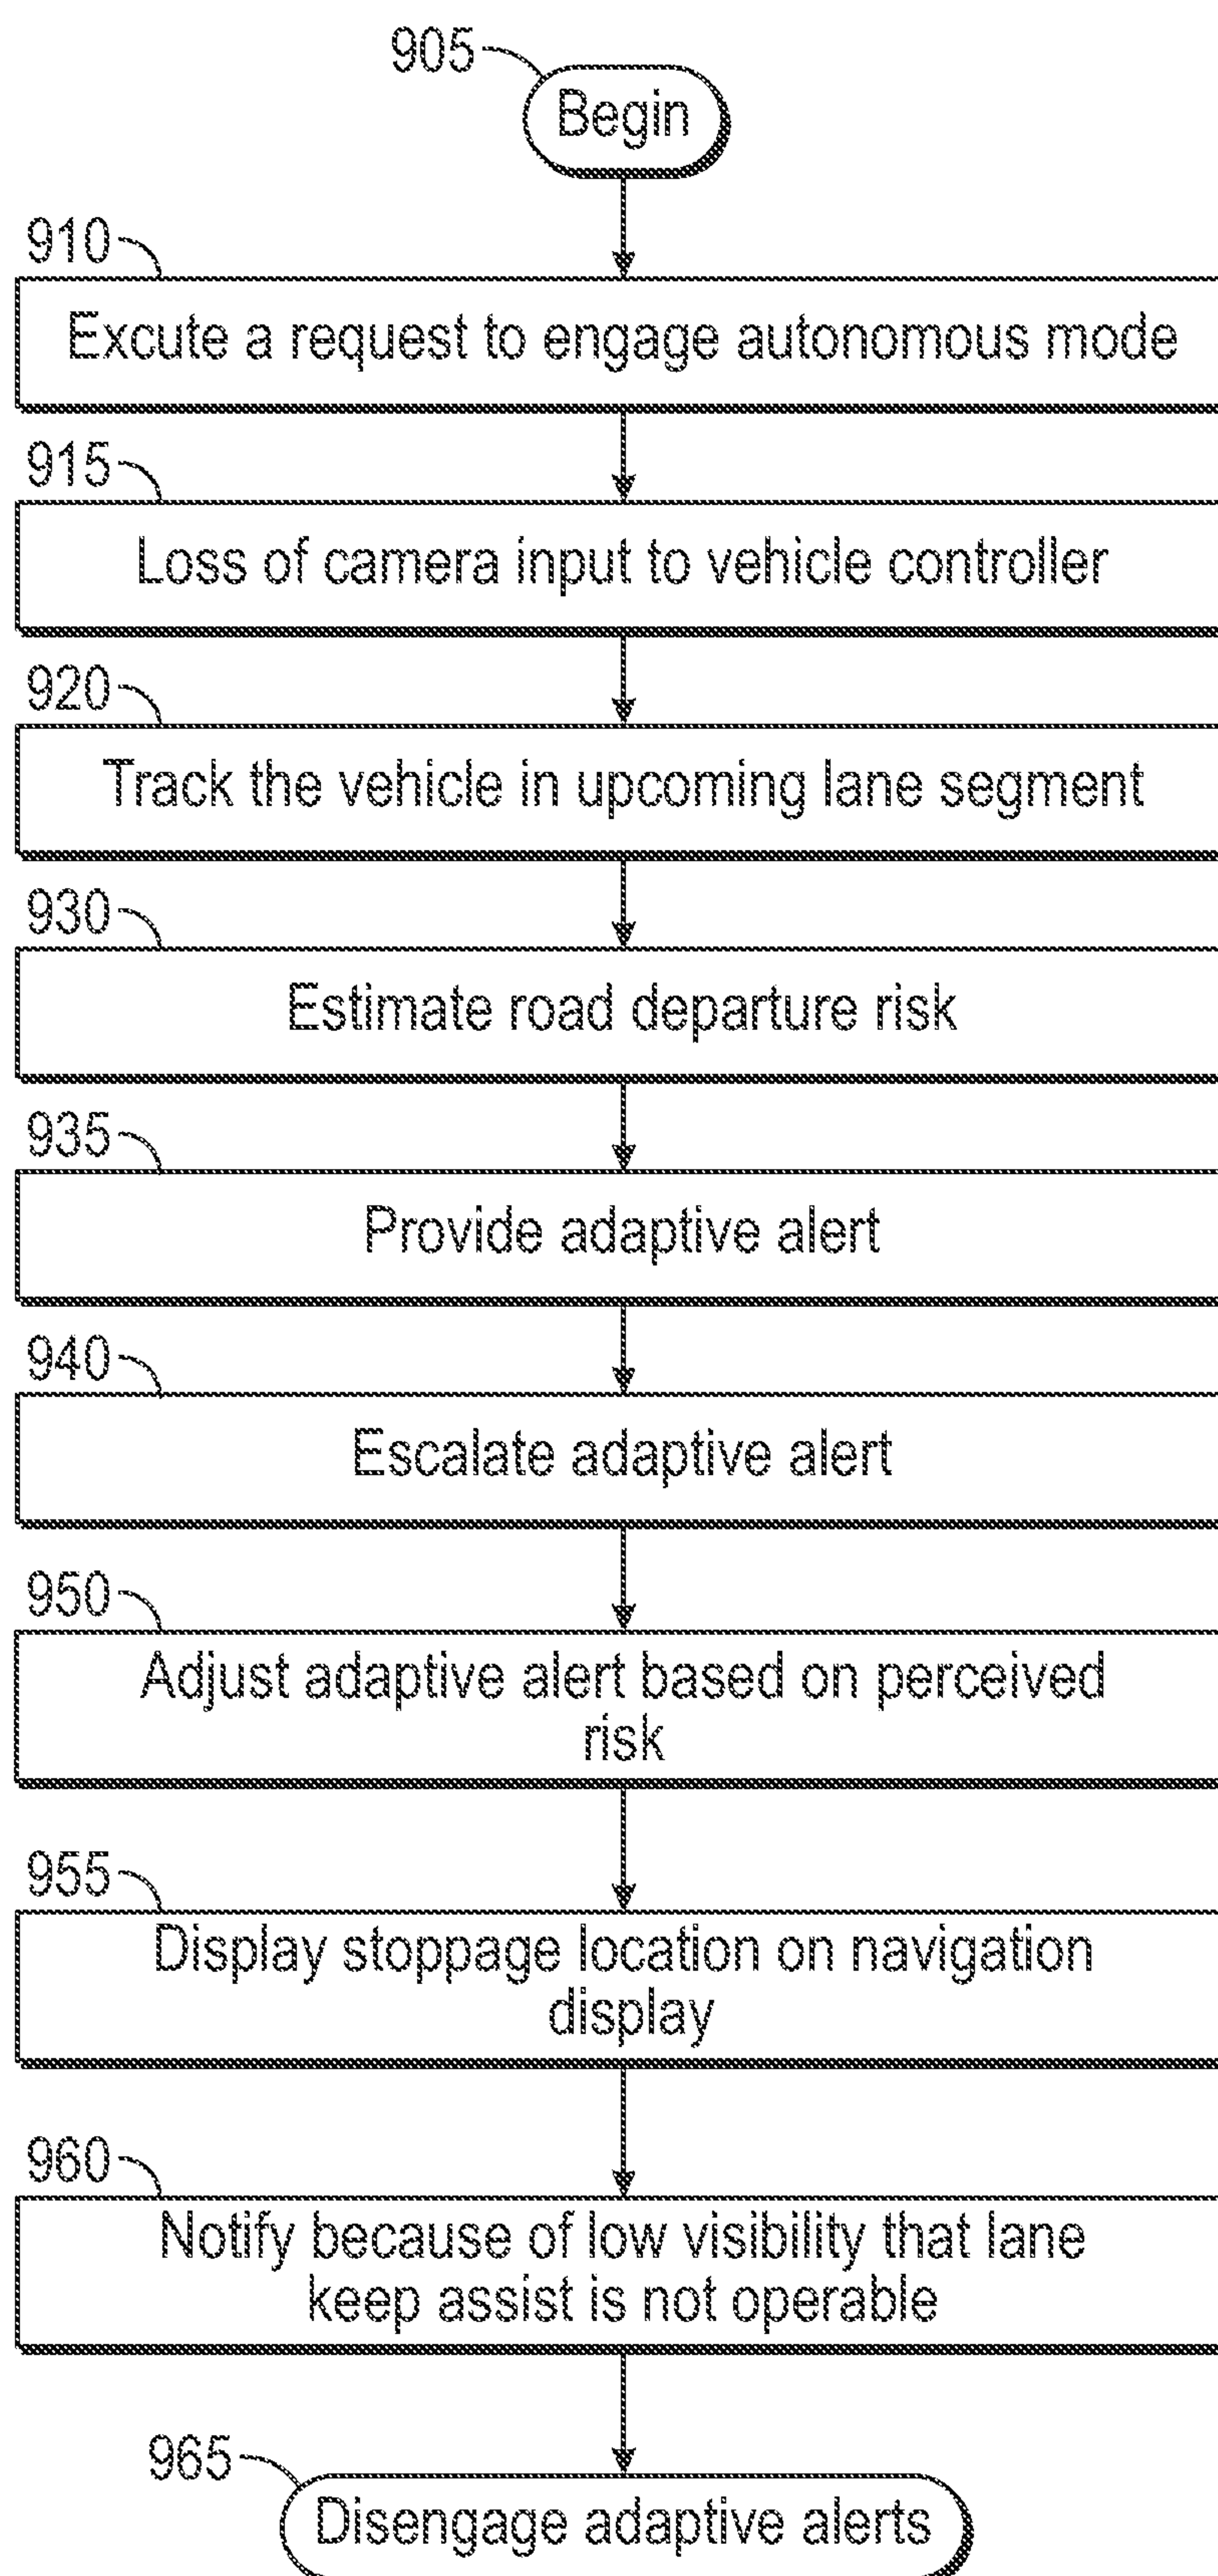 905
Begin
910
Excute a request to engage autonomous mode
915
Loss of camera input to vehicle controller
920
Track the vehicle in upcoming lane segment
930
Estimate road departure risk
935
Provide adaptive alert
940
Escalate adaptive alert
950
Adjust adaptive alert based on perceived
risk
955
Display stoppage location on navigation
display
960
Notify because of low visibility that lane
keep assist is not operable
965
Disengage adaptive alerts